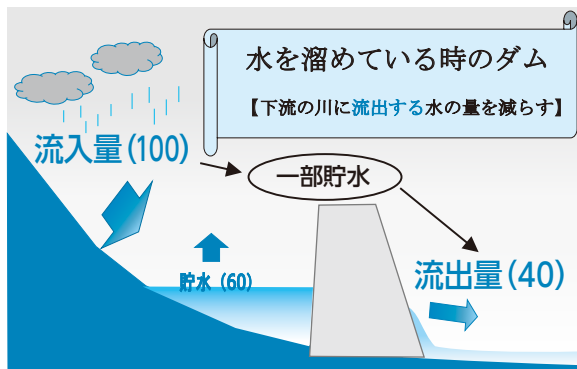 水を溜めている時のダム
【下流の川に流出する水の量を減らす】
流入量(100)
一部貯水
貯水（60）
流出量(40)